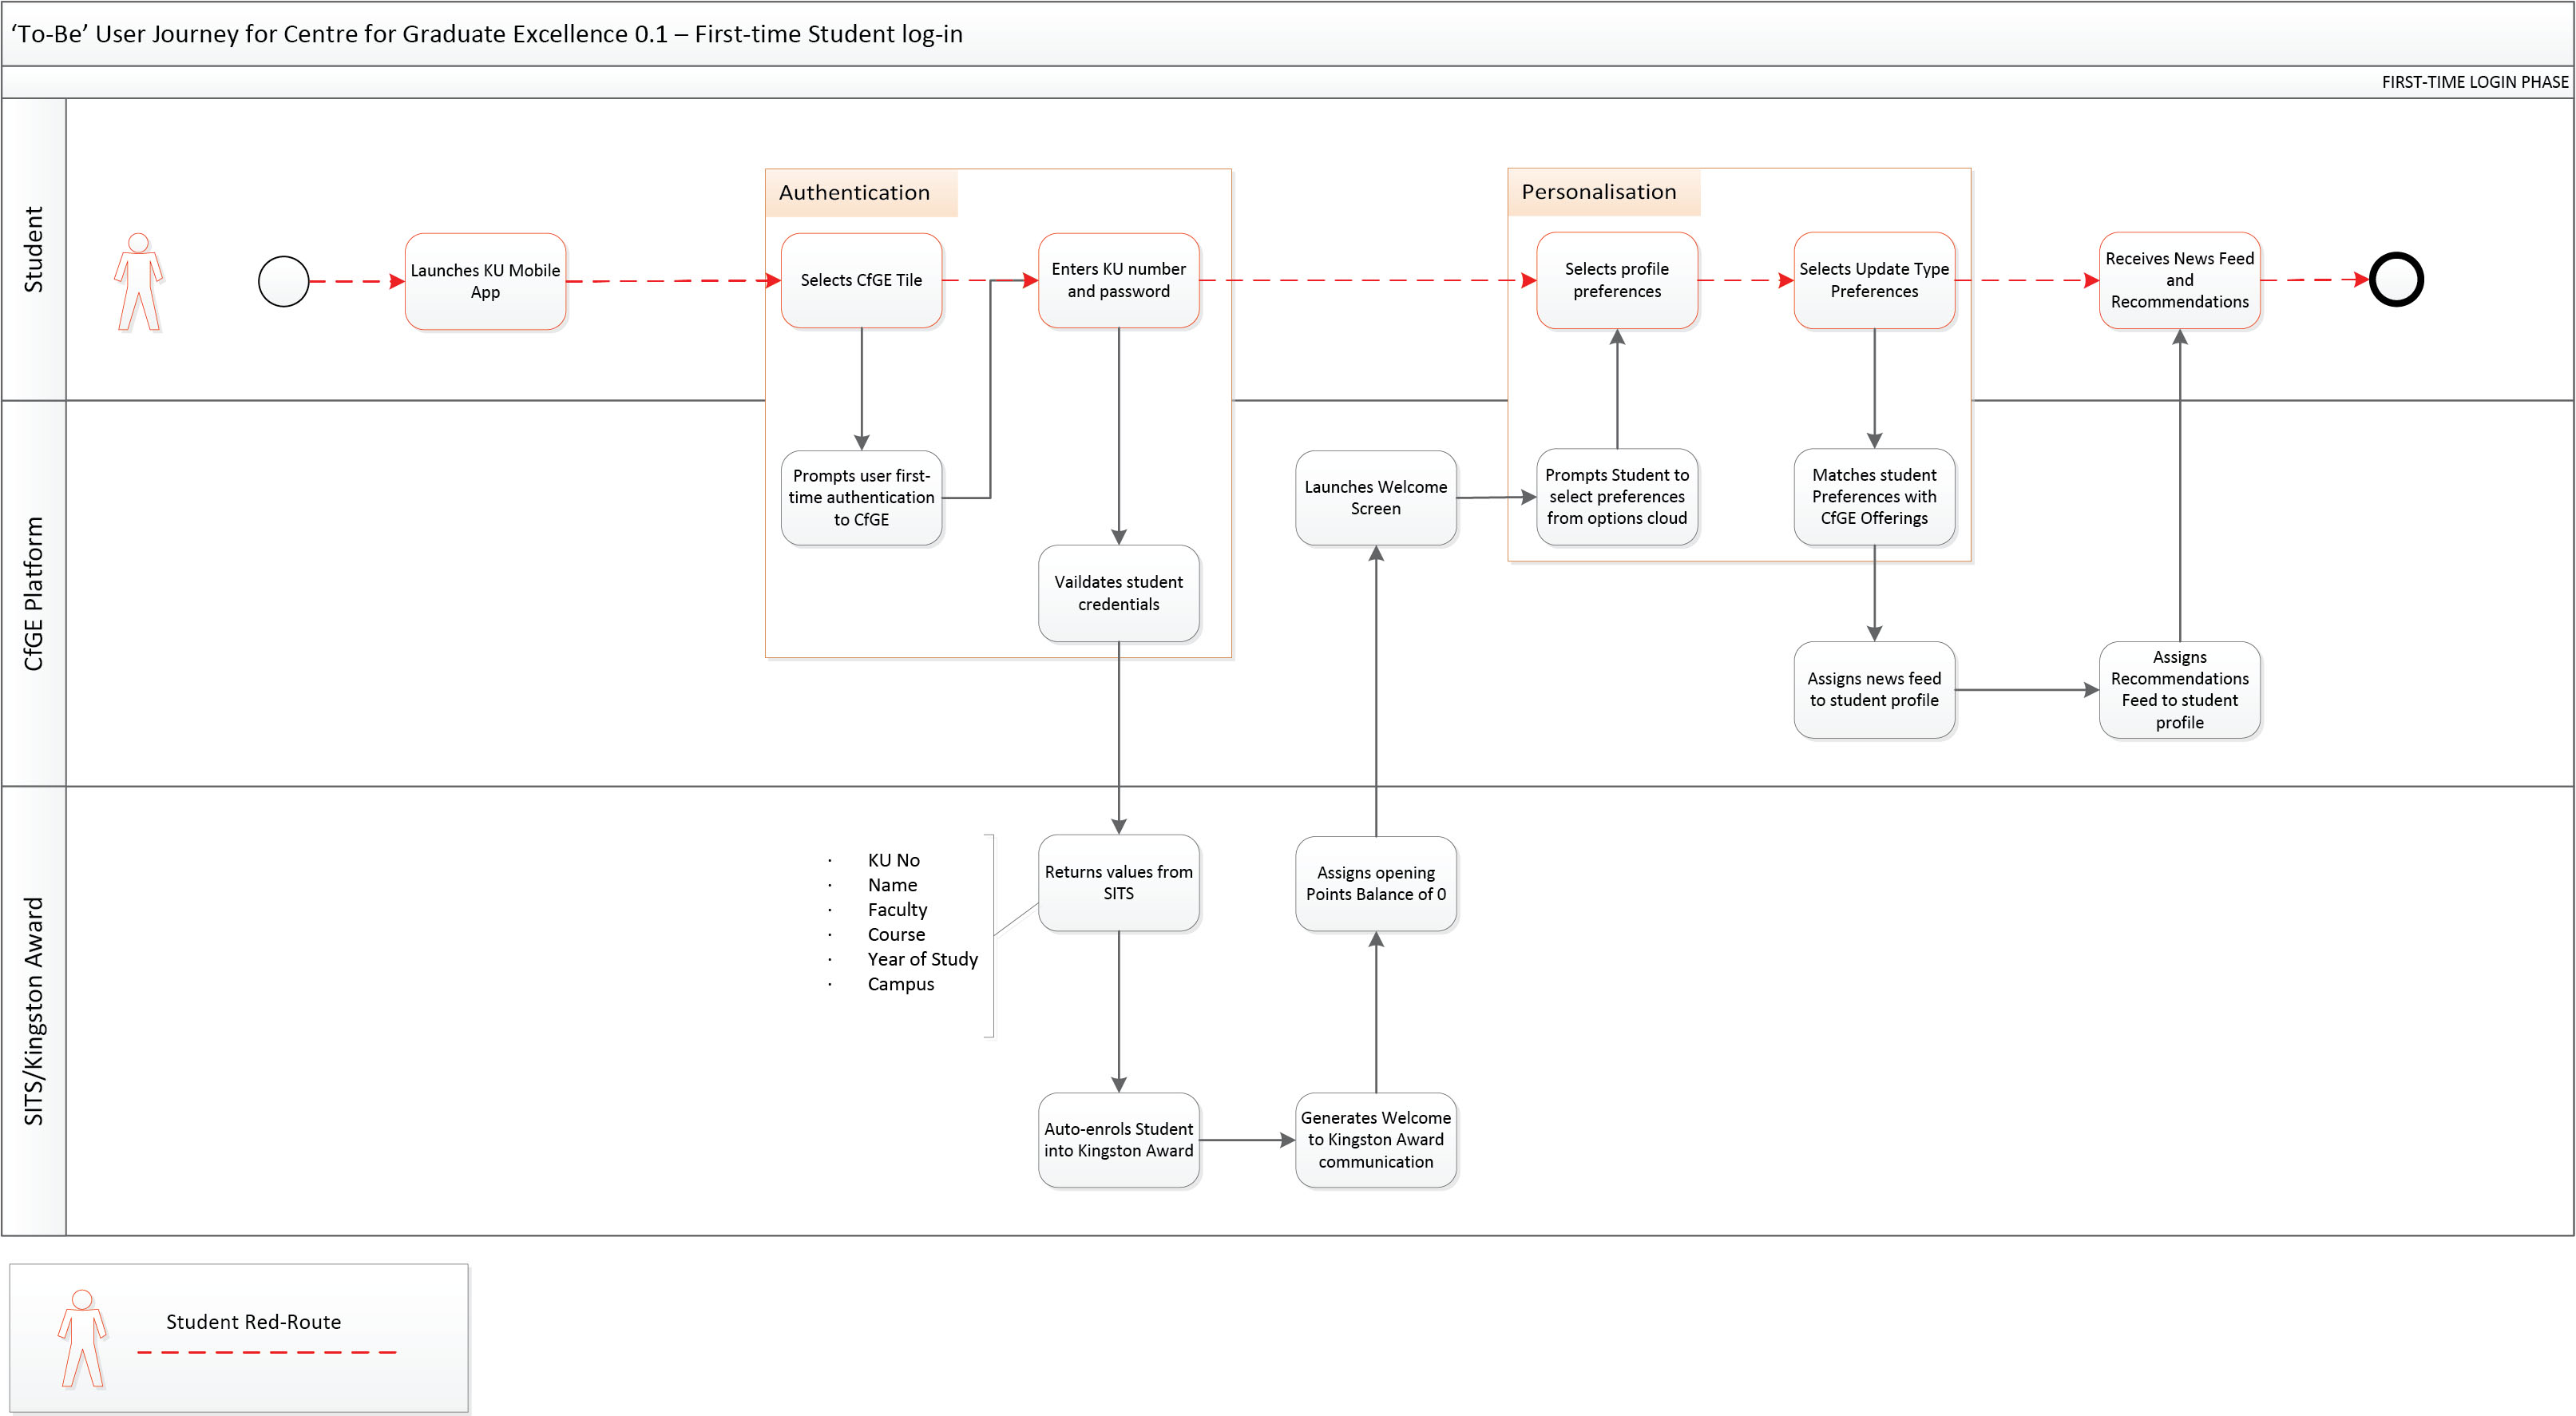 ‘To-Be’ User Journey for Centre for Graduate Excellence 0.1 – First-time Student log-in
FIRST-TIME LOGIN PHASE
Student
Launches KU Mobile
App
Authentication
Selects CfGE Tile
Enters KU number
and password
Personalisation
Selects profile
preferences
Selects Update Type
Preferences
Receives News Feed
and
Recommendations
CfGE Platform
Prompts user first-
time authentication
to CfGE
Vaildates student
credentials
Launches Welcome
Screen
Prompts Student to
select preferences
from options cloud
Matches student
Preferences with
CfGE Offerings
Assigns news feed
to student profile
Assigns
Recommendations
Feed to student
profile
SITS/Kingston Award
· KU No
· Name
· Faculty
· Course
· Year of Study
· Campus
Returns values from
SITS
Assigns opening
Points Balance of 0
Auto-enrols Student
into Kingston Award
Generates Welcome
to Kingston Award
communication
Student Red-Route